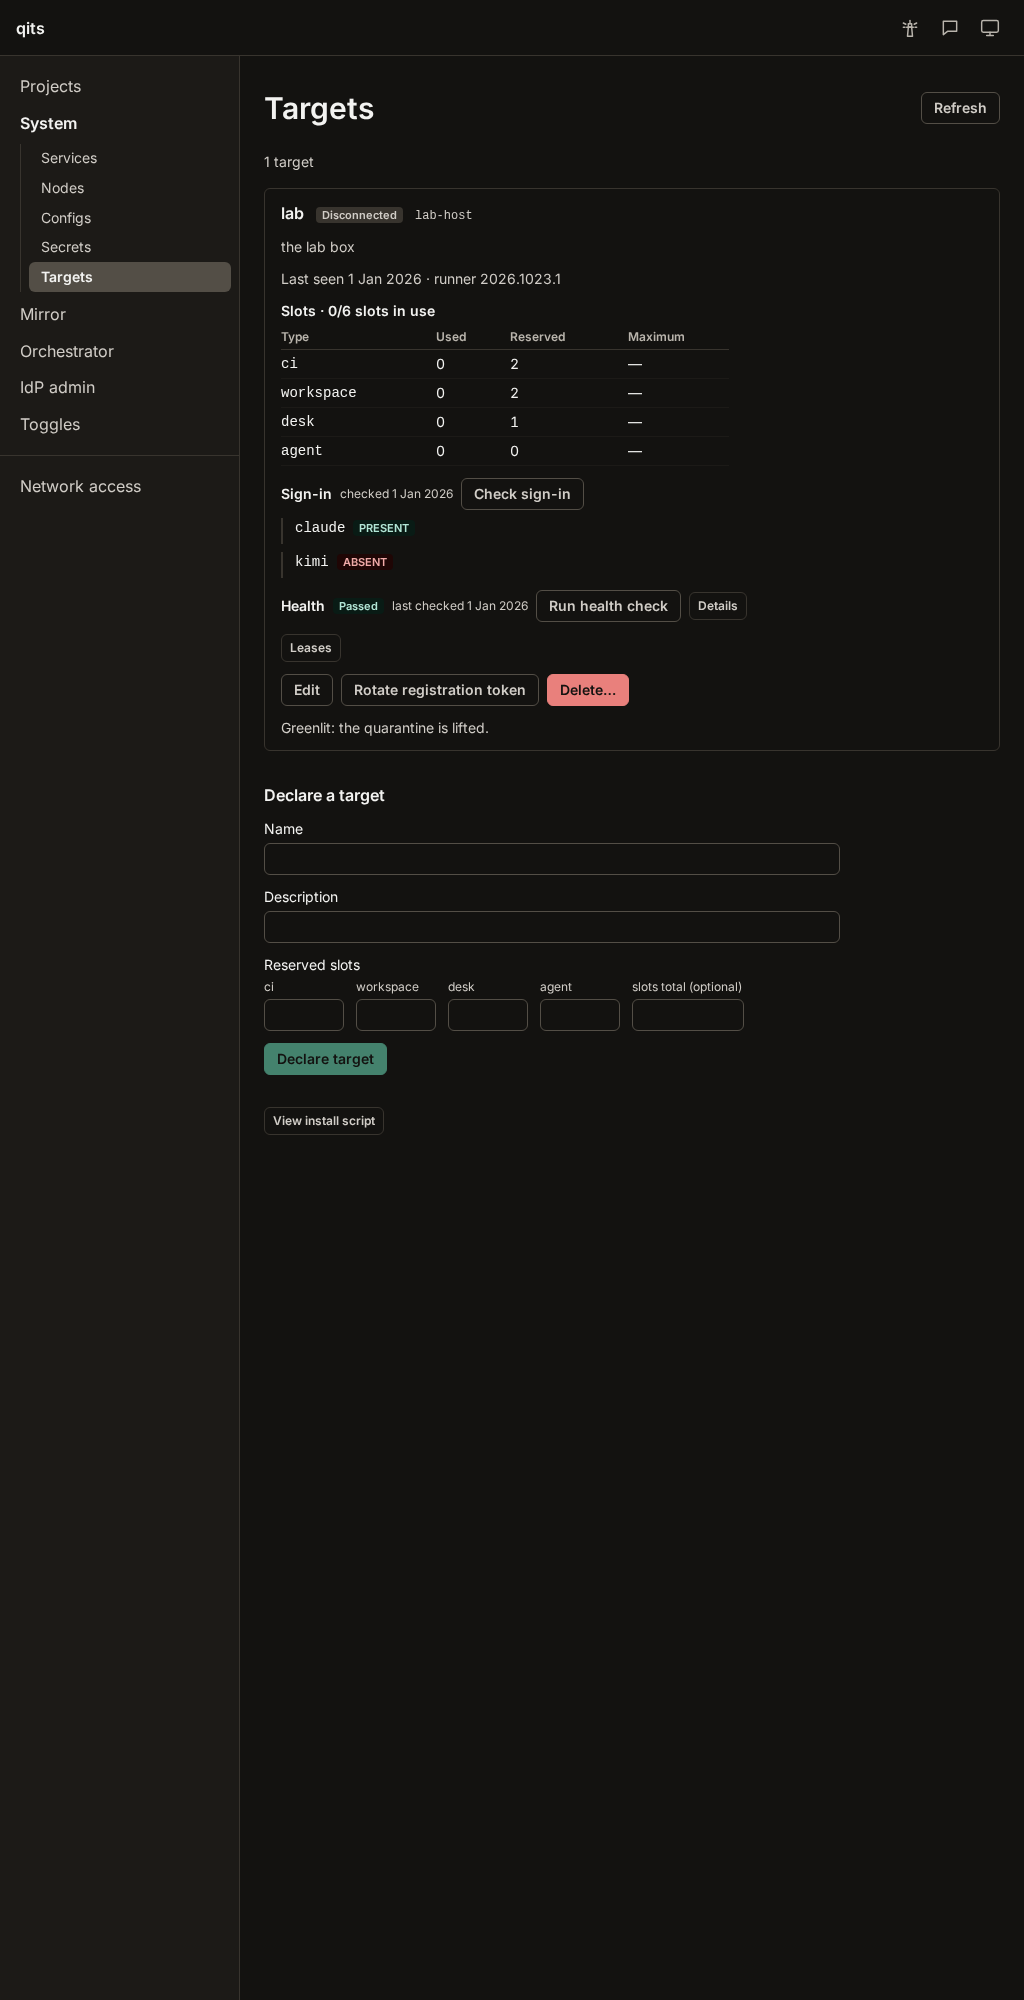 qits
Projects
System
Services
Nodes
Configs
Secrets
Targets
Mirror
Orchestrator
IdP admin
Toggles
Network access
Targets
Refresh
1 target
lab Disconnected lab-host
the lab box
Last seen 1 Jan 2026 · runner 2026.1023.1
Slots · 0/6 slots in use
Type Used Reserved Maximum
ci 0 2 —
workspace 0 2 —
desk 0 1 —
agent 0 0 —
Sign-in checked 1 Jan 2026 Check sign-in
claude PRESENT
kimi ABSENT
Health Passed last checked 1 Jan 2026 Run health check Details
Leases
Edit Rotate registration token Delete...
Greenlit: the quarantine is lifted.
Declare a target
Name
Description
Reserved slots
ci workspace desk agent slots total (optional)
Declare target
View install script